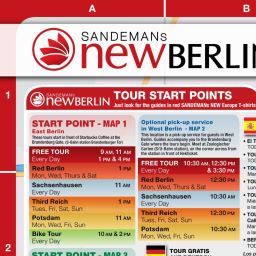 A
B
SANDEMANs
newBERLIN
1
SANDEMANs
newBERLIN
TOUR START POINTS
Just look for the guides in red SANDEMANs NEW Europe T-shirts
START POINT - MAP 1
East Berlin
These tours start in front of Starbucks Coffee at the
Brandenburg Gate. (S-Bahn station Brandenburger Tor)
FREE TOUR 9 AM, 11 AM
Every Day 1 PM & 4 PM
Red Berlin 1 PM
Mon, Wed, Thurs & Sat
Sachsenhausen 11 AM
Every Day
Third Reich 2 PM
Tues, Fri, Sat, Sun
Potsdam 11 AM
Mon, Wed, Fri, Sun
Bike Tour 10 AM & 2 PM
Every Day
START POINT - MAP 3
Optional pick-up service
in West Berlin - MAP 2
This location is a pick-up service for guests in West
Berlin. Guides accompany you to the Brandenburg
Gate where the tours begin. Meet at Zoologischer
Garten (S/U-Bahn station), on the corner across from
the station in front of
FREE TOUR 10:30 AM, 12:30 PM
Every Day & 3:30 PM
Red Berlin 12:30 PM
Mon, Wed, Thurs & Sat
Sachsenhausen 10:30 AM
Every Day
Third Reich 12:30 PM
Tues, Fri, Sat, Sun
Potsdam 10:30 AM
Mon, Wed, Fri, Sun
TOUR GRATIS
2